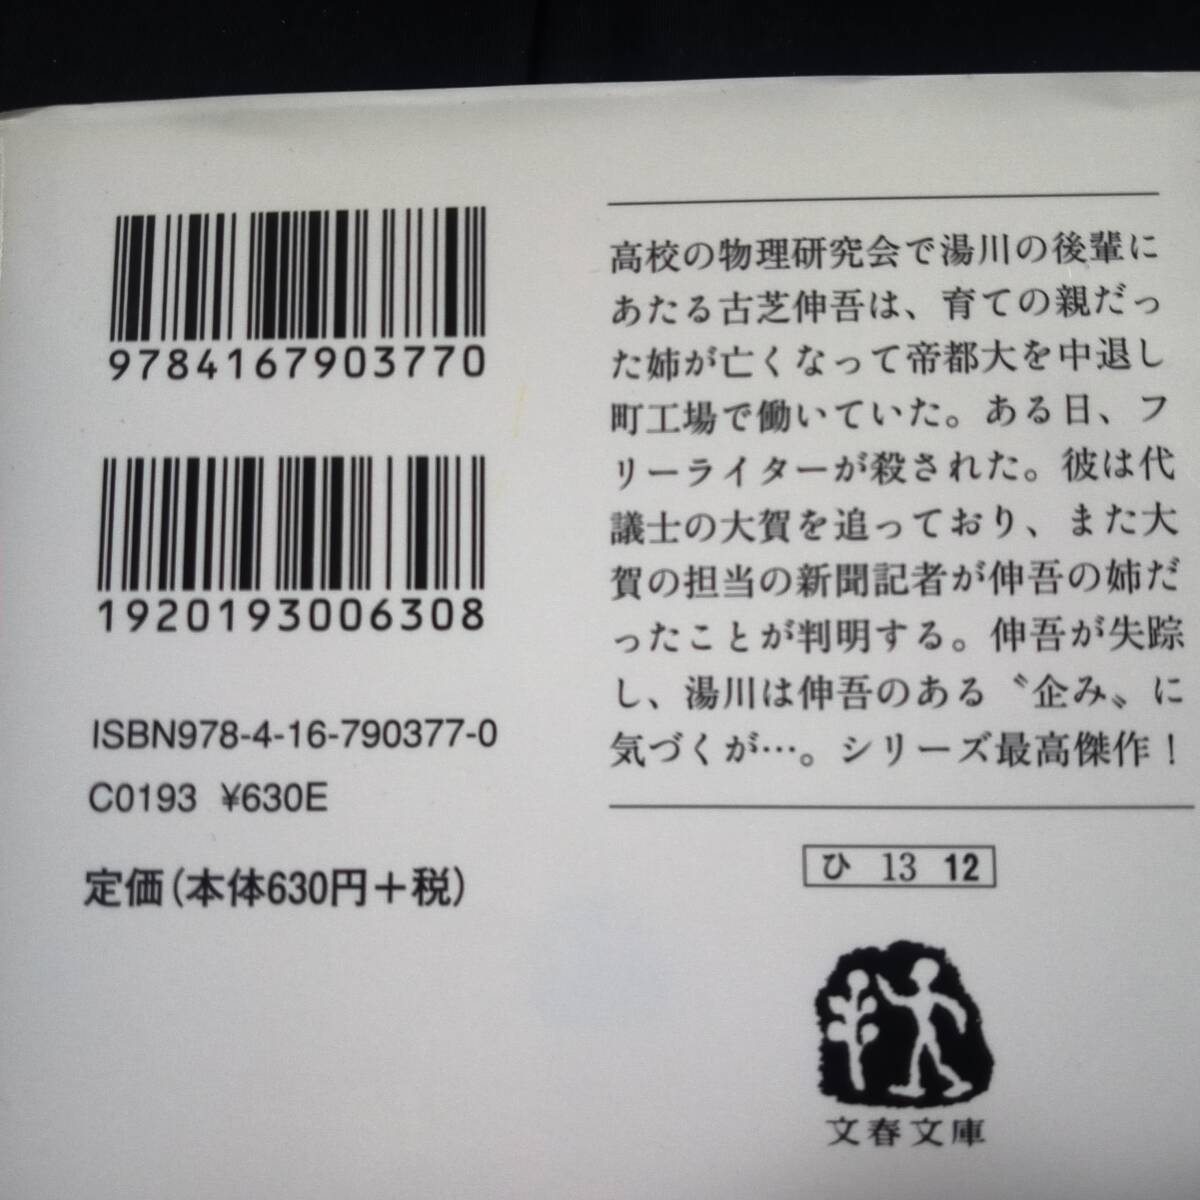 9784167903770
1920193006308
ISBN978-4-16-790377-0
C0193 ¥630E
定価(本体630円+税)
高校の物理研究会で湯川の後輩に
あたる古芝伸吾は、育ての親だっ
た姉が亡くなって帝都大を中退し
町工場で働いていた。ある日、フ
リーライターが殺された。彼は代
議士の大賀を追っており、また大
賀の担当の新聞記者が伸吾の姉だ
ったことが判明する。伸吾が失踪
し、湯川は伸吾のある〝企み〟に
気づくが…。シリーズ最高傑作！
ひ 13 12
文春文庫